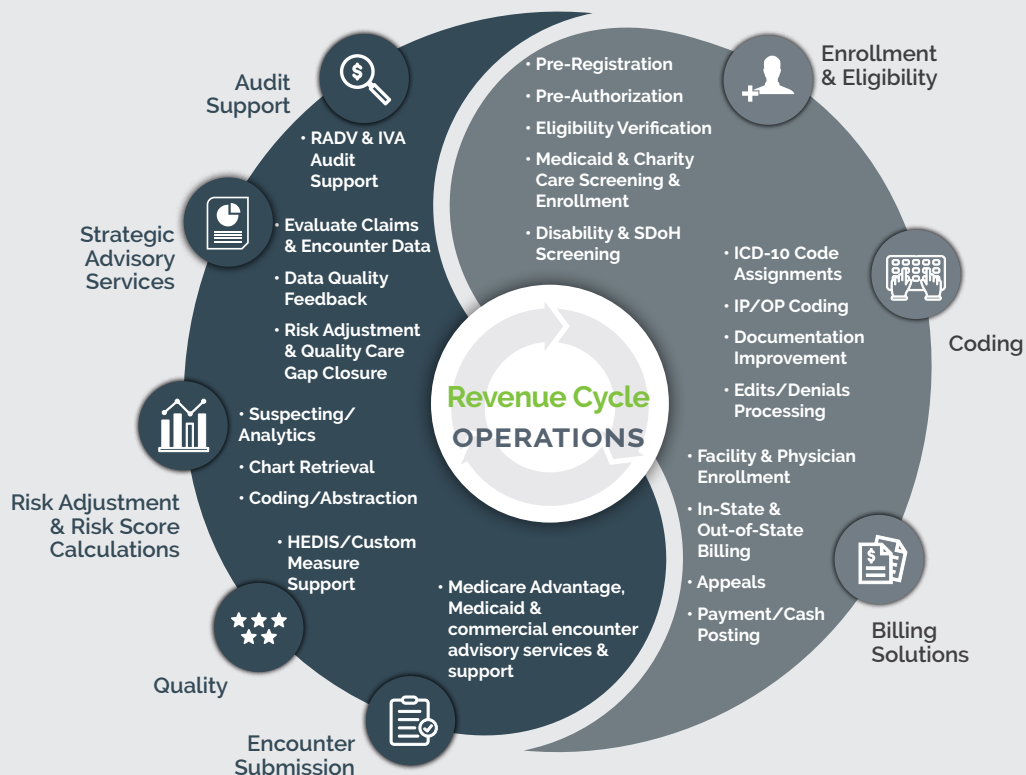 Audit
Support
• RADV & IVA
Audit
Support
Strategic
Advisory
Services
• Evaluate Claims
& Encounter Data
• Data Quality
Feedback
• Risk Adjustment
& Quality Care
Gap Closure
Risk Adjustment
& Risk Score
Calculations
• Suspecting/
Analytics
• Chart Retrieval
• Coding/Abstraction
Quality
• HEDIS/Custom
Measure
Support
Encounter
Submission
• Medicare Advantage,
Medicaid &
commercial encounter
advisory services &
support
Revenue Cycle
OPERATIONS
Enrollment
& Eligibility
• Pre-Registration
• Pre-Authorization
• Eligibility Verification
• Medicaid & Charity
Care Screening &
Enrollment
• Disability & SDoH
Screening
Coding
• ICD-10 Code
Assignments
• IP/OP Coding
• Documentation
Improvement
• Edits/Denials
Processing
Billing
Solutions
• Facility & Physician
Enrollment
• In-State &
Out-of-State
Billing
• Appeals
• Payment/Cash
Posting
$
$